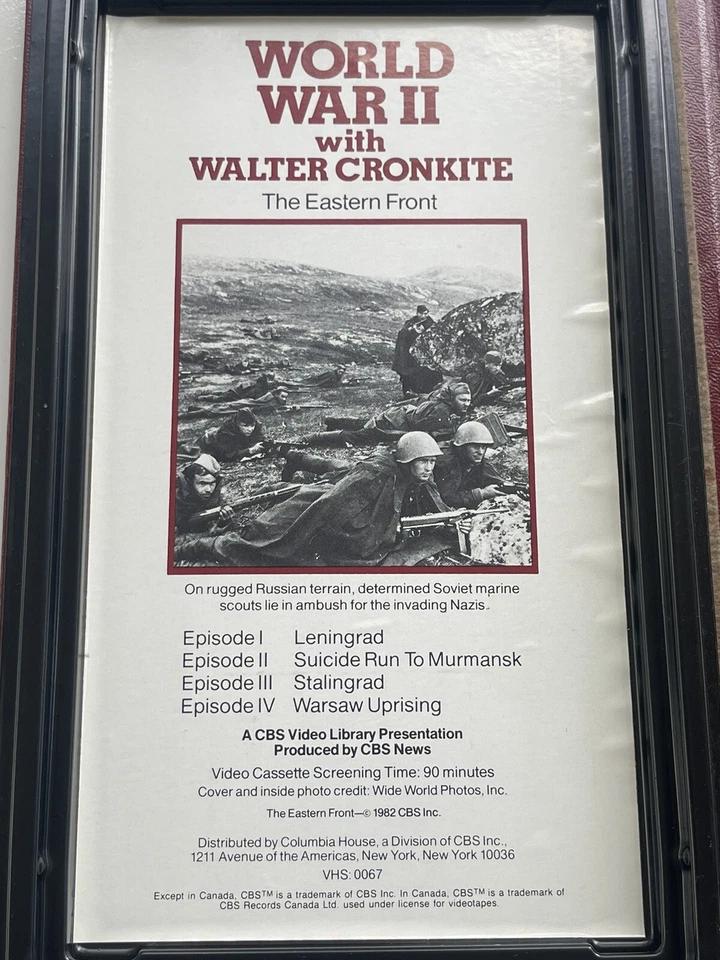 WORLD
WAR II
with
WALTER CRONKITE
The Eastern Front
On rugged Russian terrain, determined Soviet marine
scouts lie in ambush for the invading Nazis.
Episode I Leningrad
Episode II Suicide Run To Murmansk
Episode III Stalingrad
Episode IV Warsaw Uprising
A CBS Video Library Presentation
Produced by CBS News
Video Cassette Screening Time: 90 minutes
Cover and inside photo credit: Wide World Photos, Inc.
The Eastern Front—© 1982 CBS Inc.
Distributed by Columbia House, a Division of CBS Inc.,
1211 Avenue of the Americas, New York, New York 10036
VHS: 0067
Except in Canada, CBS™ is a trademark of CBS Inc. In Canada, CBS™ is a trademark of
CBS Records Canada Ltd. used under license for videotapes.